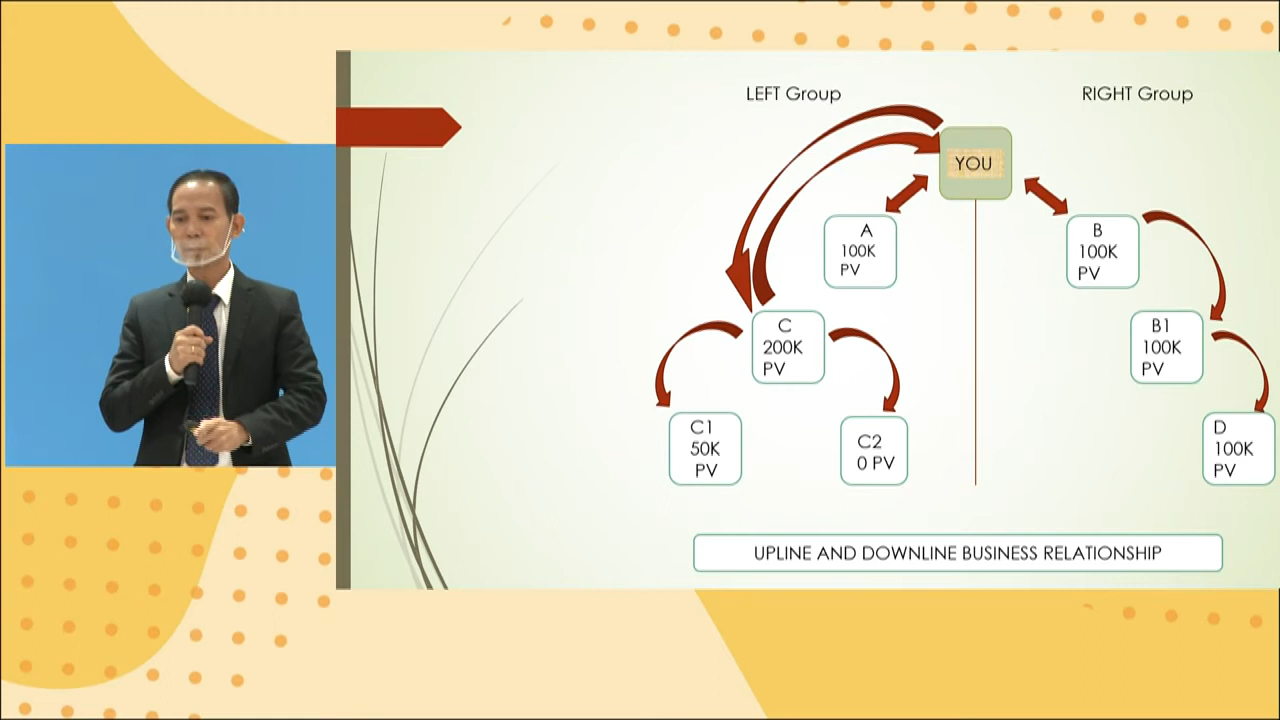 LEFT Group
RIGHT Group
YOU
A
100K
PV
B
100K
PV
C
200K
PV
B1
100K
PV
C1
50K
PV
C2
0 PV
D
100K
PV
UPLINE AND DOWNLINE BUSINESS RELATIONSHIP